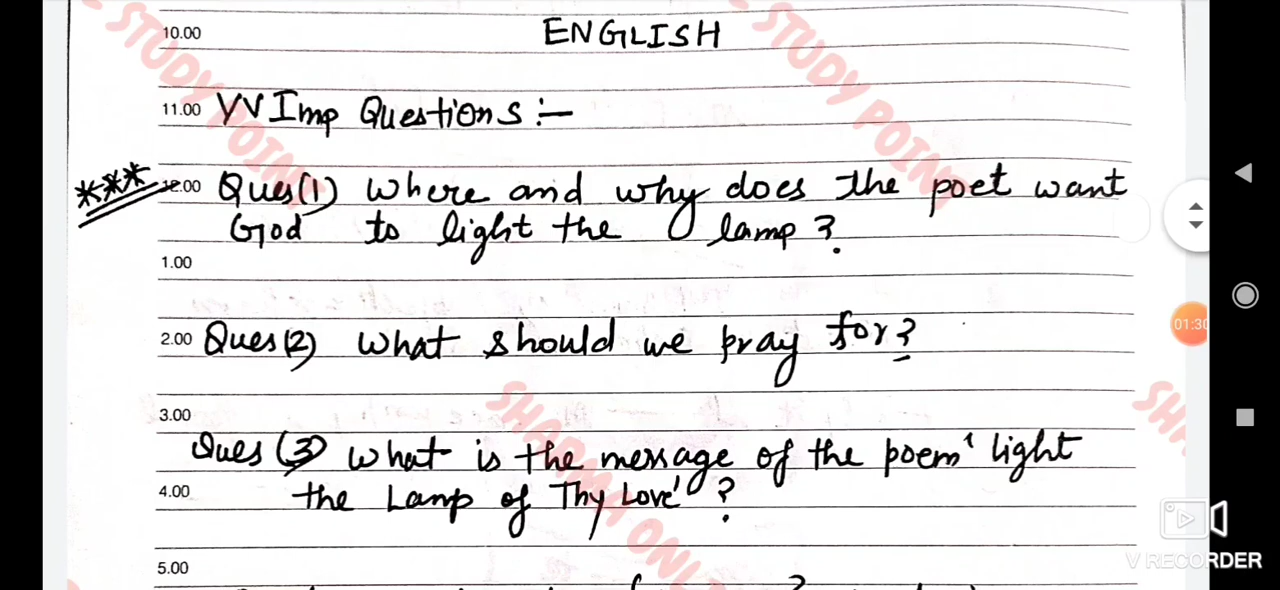 ENGLISH
10.00
11.00 VVImp Questions :-
*** 12.00 Ques(1) where and why does the poet want
God to light the lamp?
1.00
2.00 Ques(2) what should we pray for?
3.00
Ques (3) what is the message of the poem 'light
4.00 the Lamp of Thy Love'?
5.00
STUDY POINT
STUDY POINT
SHARMA ONL
SHA
01:30
V RECORDER